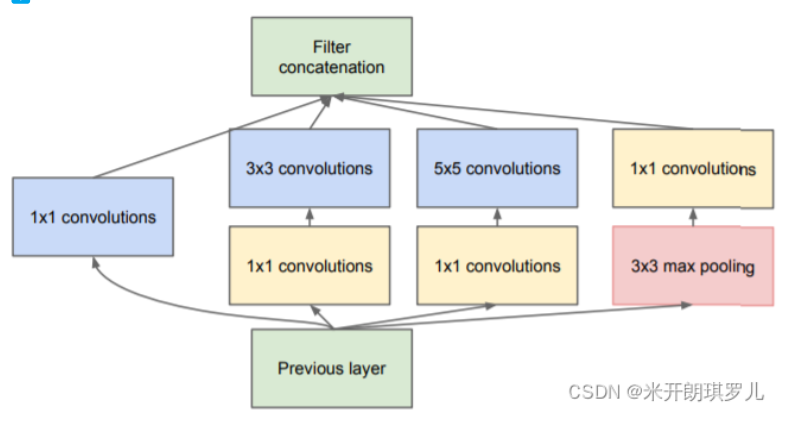 Filter
concatenation
3x3 convolutions
5x5 convolutions
1x1 convolutions
1x1 convolutions
1x1 convolutions
1x1 convolutions
3x3 max pooling
Previous layer
CSDN @米开朗琪罗儿